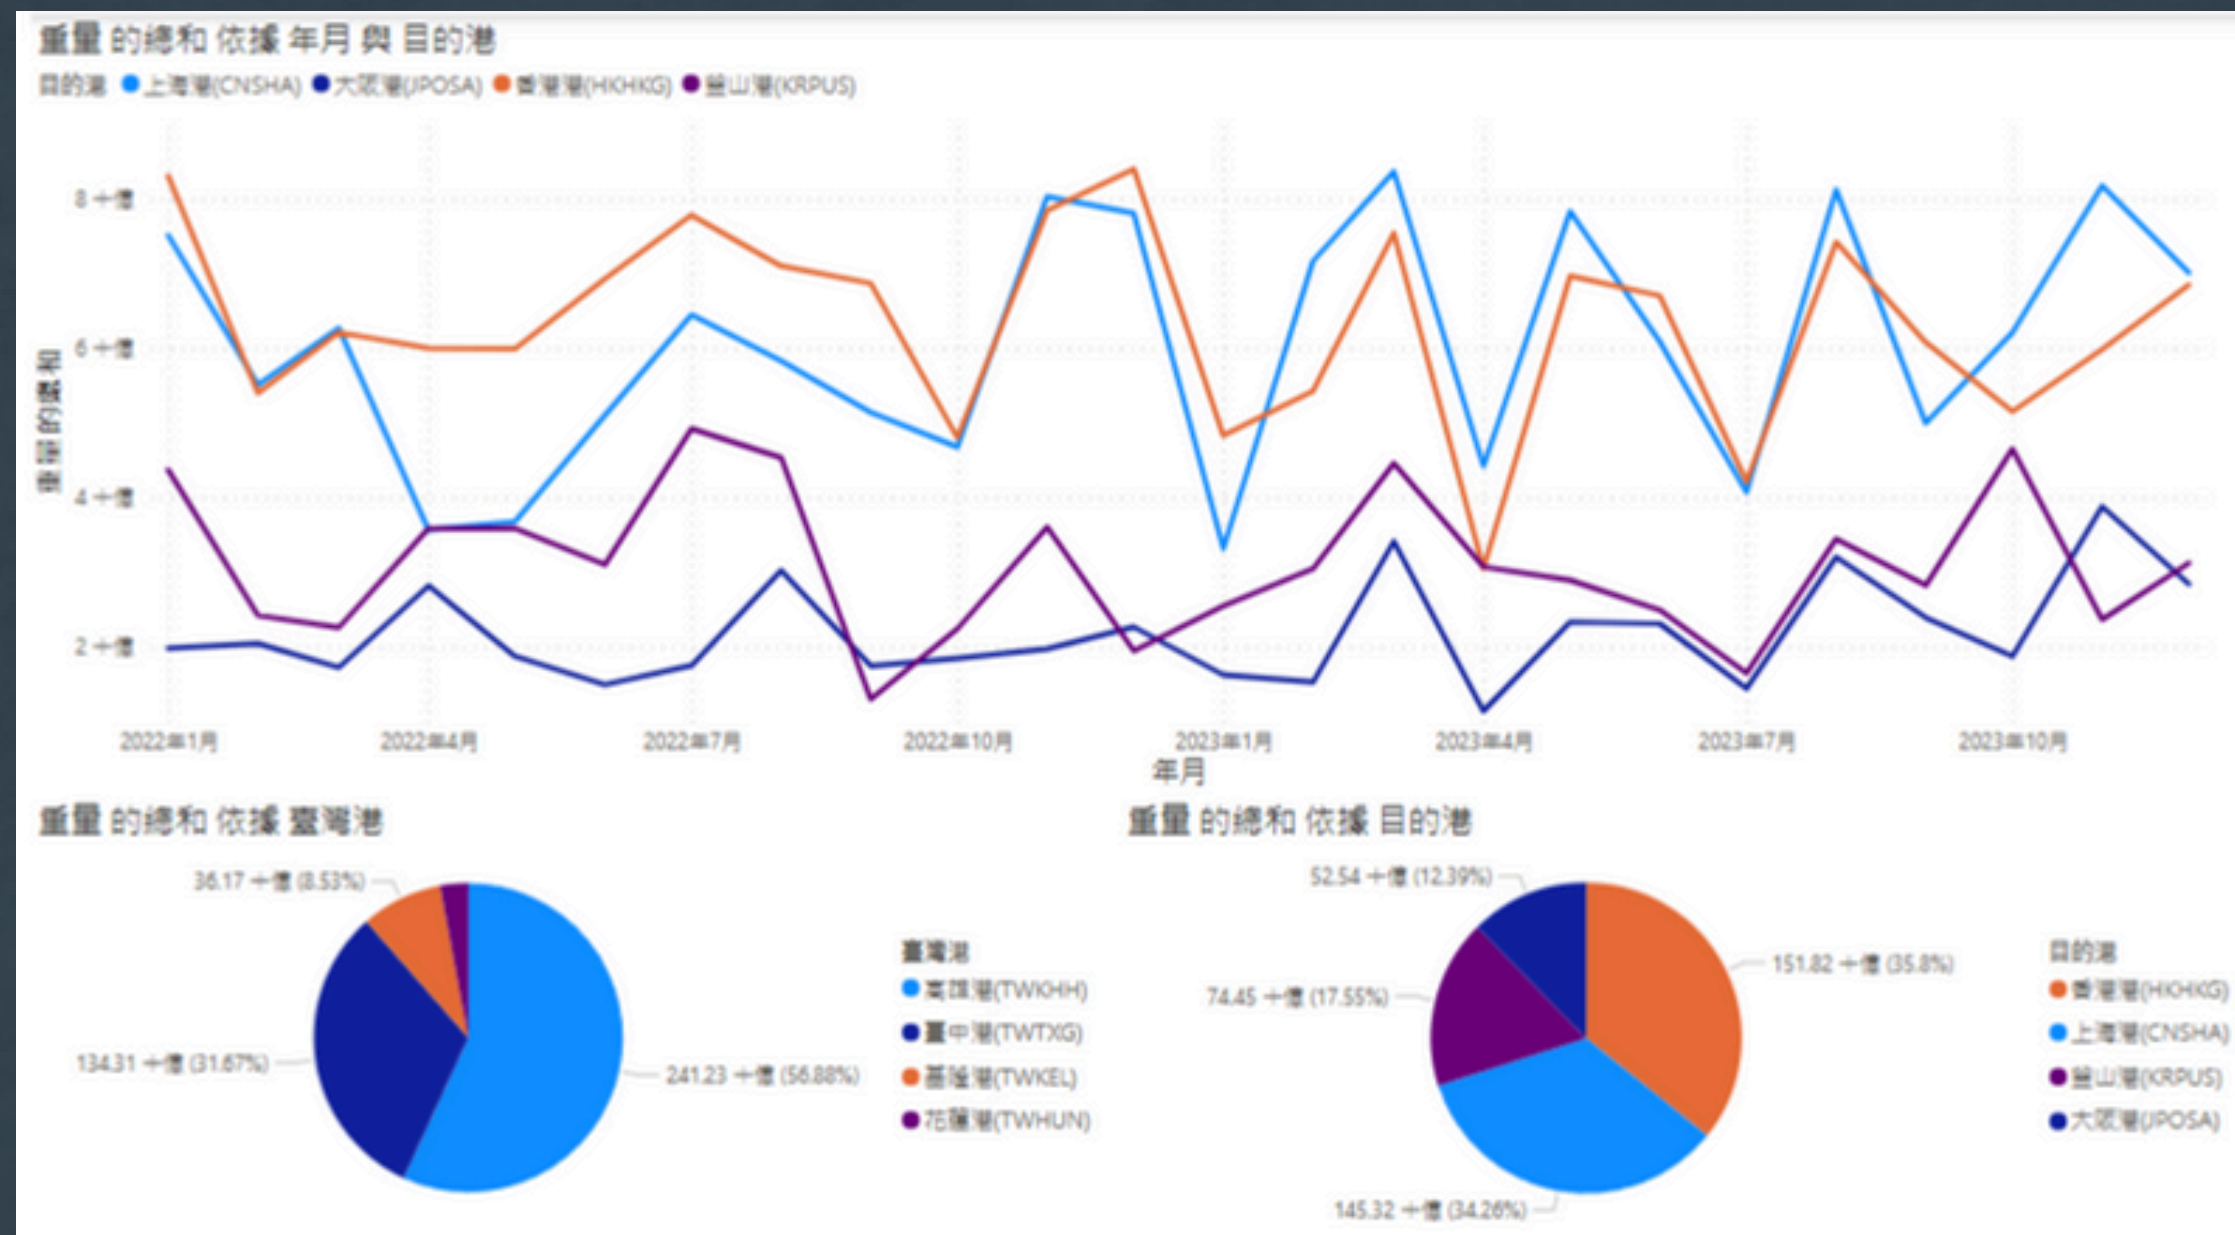 重量 的總和 依據 年月 與 目的港
目的港 上海港(CNSHA) 大阪港(JPOSA) 香港港(HKHKG) 釜山港(KRPUS)
8 十億
6 十億
4 十億
2 十億
重量的總和
2022年1月 2022年4月 2022年7月 2022年10月 2023年1月 2023年4月 2023年7月 2023年10月
年月
重量 的總和 依據 臺灣港
36.17 十億 (8.53%)
134.31 十億 (31.67%)
241.23 十億 (56.88%)
臺灣港
高雄港(TWKHH)
臺中港(TWTXG)
基隆港(TWKEL)
花蓮港(TWHUN)
重量 的總和 依據 目的港
52.54 十億 (12.39%)
151.82 十億 (35.8%)
74.45 十億 (17.55%)
145.32 十億 (34.26%)
目的港
香港港(HKHKG)
上海港(CNSHA)
釜山港(KRPUS)
大阪港(JPOSA)